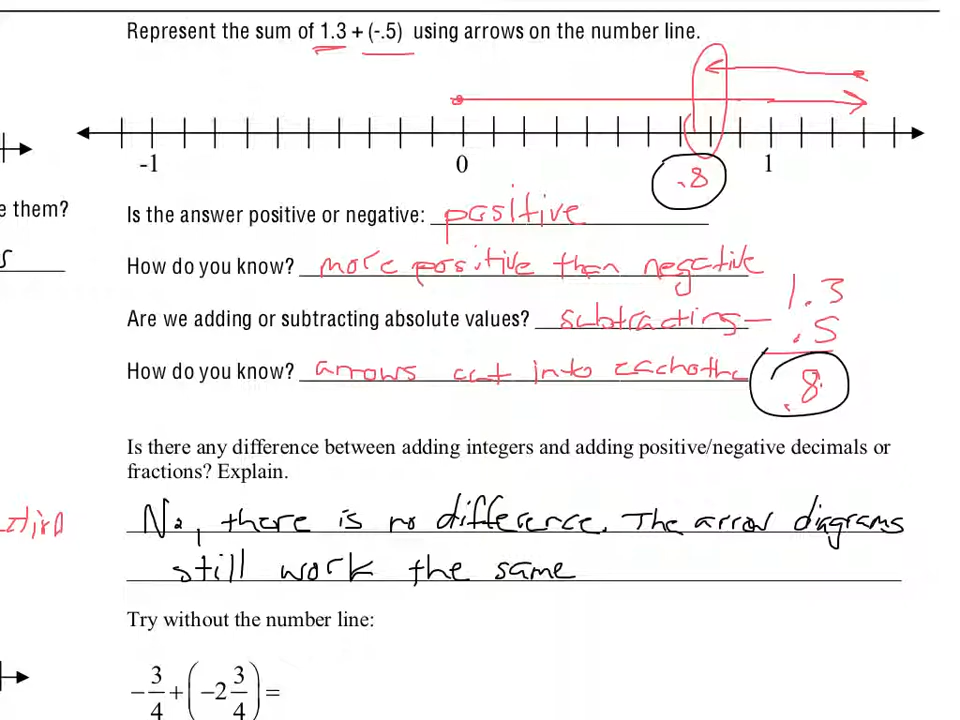 Represent the sum of 1.3 + (-.5) using arrows on the number line.
-1 0 1
.8
e them?
Is the answer positive or negative: positive
s
How do you know? more positive than negative
1.3
Are we adding or subtracting absolute values? subtracting
- .5
How do you know? arrows cut into eachothe
.8
Is there any difference between adding integers and adding positive/negative decimals or
fractions? Explain.
No, there is no difference. The arrow diagrams
still work the same
Try without the number line:
-3/4 + (-2 3/4) =